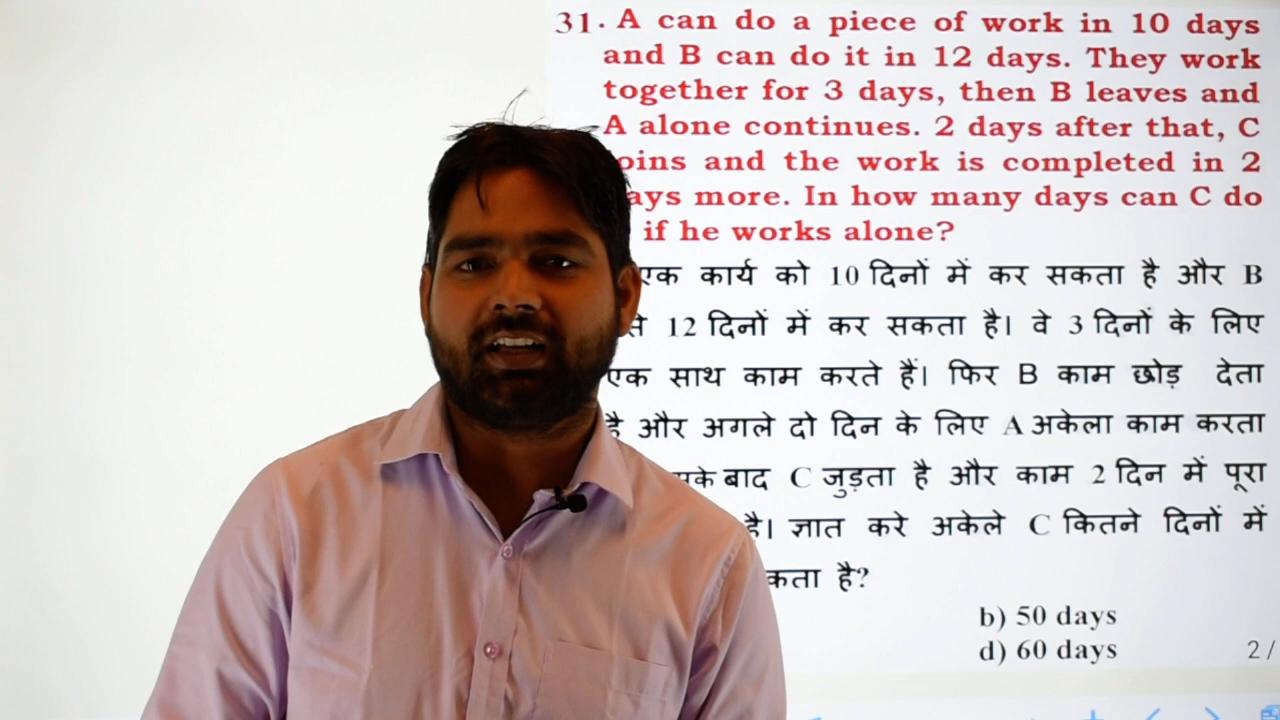 31. A can do a piece of work in 10 days
and B can do it in 12 days. They work
together for 3 days, then B leaves and
A alone continues. 2 days after that, C
and the work is completed in 2
more. In how many days can C do
if he works alone?
एक कार्य को 10 दिनों में कर सकता है और B
12 दिनों में कर सकता है। वे 3 दिनों के लिए
एक साथ काम करते हैं। फिर B काम छोड़ देता
है और अगले दो दिन के लिए A अकेला काम करता
बाद C जुड़ता है और काम 2 दिन में पूरा
है। ज्ञात करे अकेले C कितने दिनों में
है?
b) 50 days
d) 60 days
2/